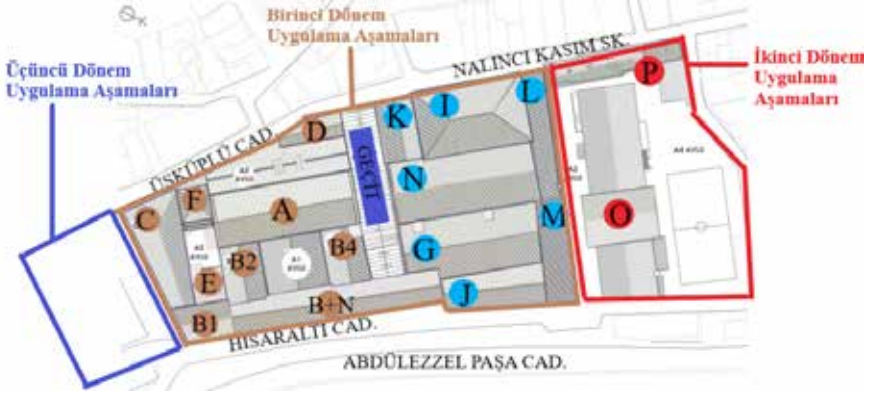 K
Birinci Dönem
Uygulama Aşamaları
Üçüncü Dönem
Uygulama Aşamaları
İkinci Dönem
Uygulama
Aşamaları
NALINCI KASIM SK.
ÜSKÜPLÜ CAD.
P
L
I
K
D
GEÇİT
N
F
A
C
M
O
G
B4
B2
E
J
B+N
B1
HİSARALTI CAD.
ABDÜLEZZEL PAŞA CAD.